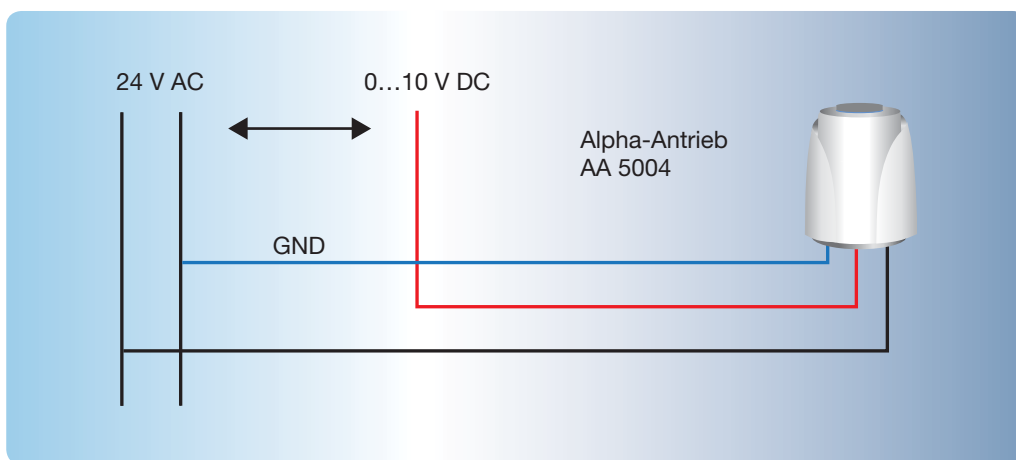 24 V AC
0…10 V DC
Alpha-Antrieb
AA 5004
GND